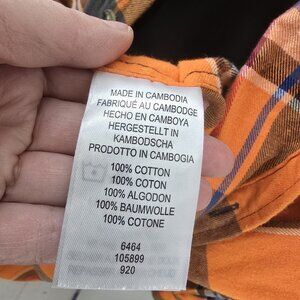 MADE IN CAMBODIA
FABRIQUÉ AU CAMBODGE
HECHO EN CAMBOYA
HERGESTELLT IN
KAMBODSCHA
PRODOTTO IN CAMBOGIA
100% COTTON
100% COTON
100% ALGODON
100% BAUMWOLLE
100% COTONE
6464
105899
920